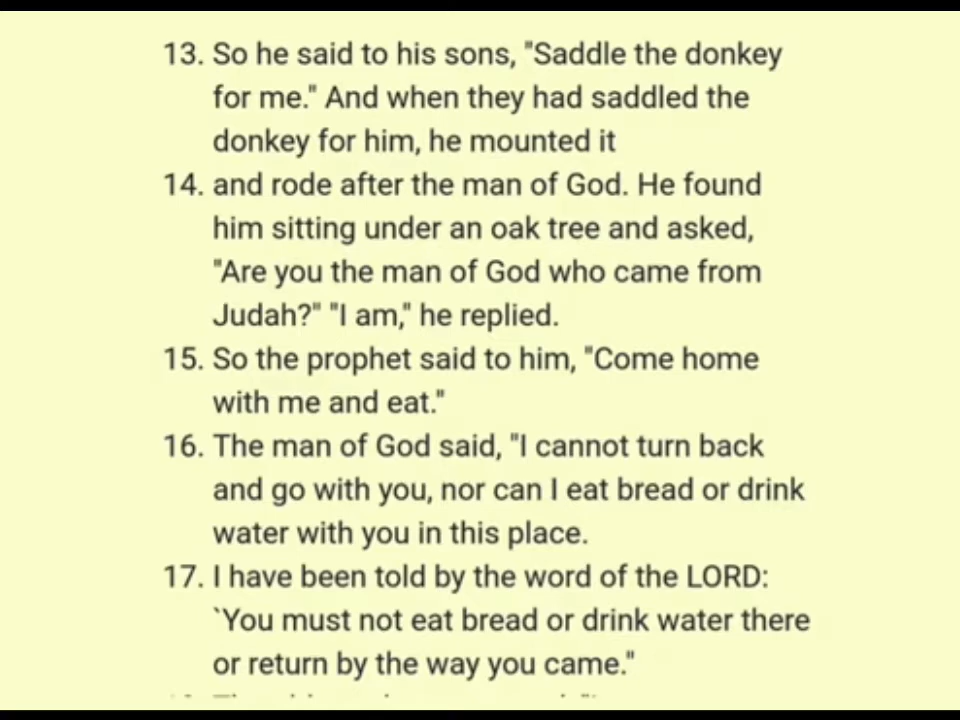 13. So he said to his sons, "Saddle the donkey
for me." And when they had saddled the
donkey for him, he mounted it
14. and rode after the man of God. He found
him sitting under an oak tree and asked,
"Are you the man of God who came from
Judah?" "I am," he replied.
15. So the prophet said to him, "Come home
with me and eat."
16. The man of God said, "I cannot turn back
and go with you, nor can I eat bread or drink
water with you in this place.
17. I have been told by the word of the LORD:
`You must not eat bread or drink water there
or return by the way you came."